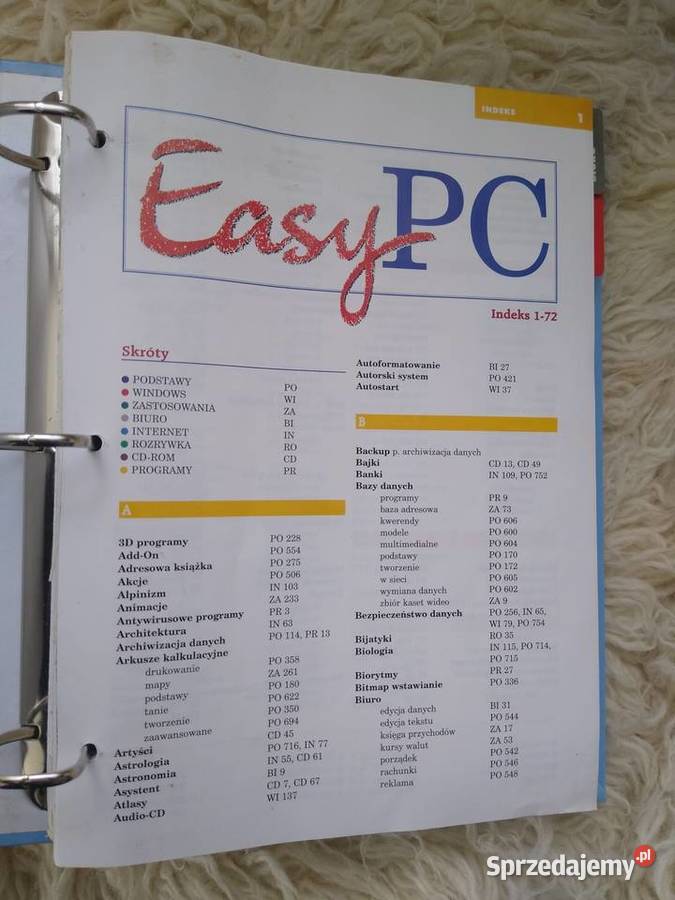 INDEKS 1
Easy PC
Indeks 1-72
Skróty
PODSTAWY PO
WINDOWS WI
ZASTOSOWANIA ZA
BIURO BI
INTERNET IN
ROZRYWKA RO
CD-ROM CD
PROGRAMY PR
A
3D programy PO 228
Add-On PO 554
Adresowa książka PO 275
Akcje PO 506
Alpinizm IN 103
Animacje ZA 233
Antywirusowe programy PR 3
Architektura IN 63
Archiwizacja danych PO 114, PR 13
Arkusze kalkulacyjne
drukowanie PO 358
mapy ZA 261
podstawy PO 180
tanie PO 622
tworzenie PO 350
zaawansowane PO 694
Artyści CD 45
Astrologia PO 716, IN 77
Astronomia IN 55, CD 61
Asystent BI 9
Atlasy CD 7, CD 67
Audio-CD WI 137
Autoformatowanie BI 27
Autorski system PO 421
Autostart WI 37
B
Backup p. archiwizacja danych
Bajki CD 13, CD 49
Banki IN 109, PO 752
Bazy danych
programy PR 9
baza adresowa ZA 73
kwerendy PO 606
modele PO 600
multimedialne PO 604
podstawy PO 170
tworzenie PO 172
w sieci PO 605
wymiana danych PO 602
zbiór kaset wideo ZA 9
Bezpieczeństwo danych PO 256, IN 65,
WI 79, PO 754
Bijatyki RO 35
Biologia IN 115, PO 714,
PO 715
Biorytmy PR 27
Bitmap wstawianie PO 336
Biuro
edycja danych BI 31
edycja tekstu PO 544
księga przychodów ZA 17
kursy walut ZA 53
porządek PO 542
rachunki PO 546
reklama PO 548
Sprzedajemy.pl